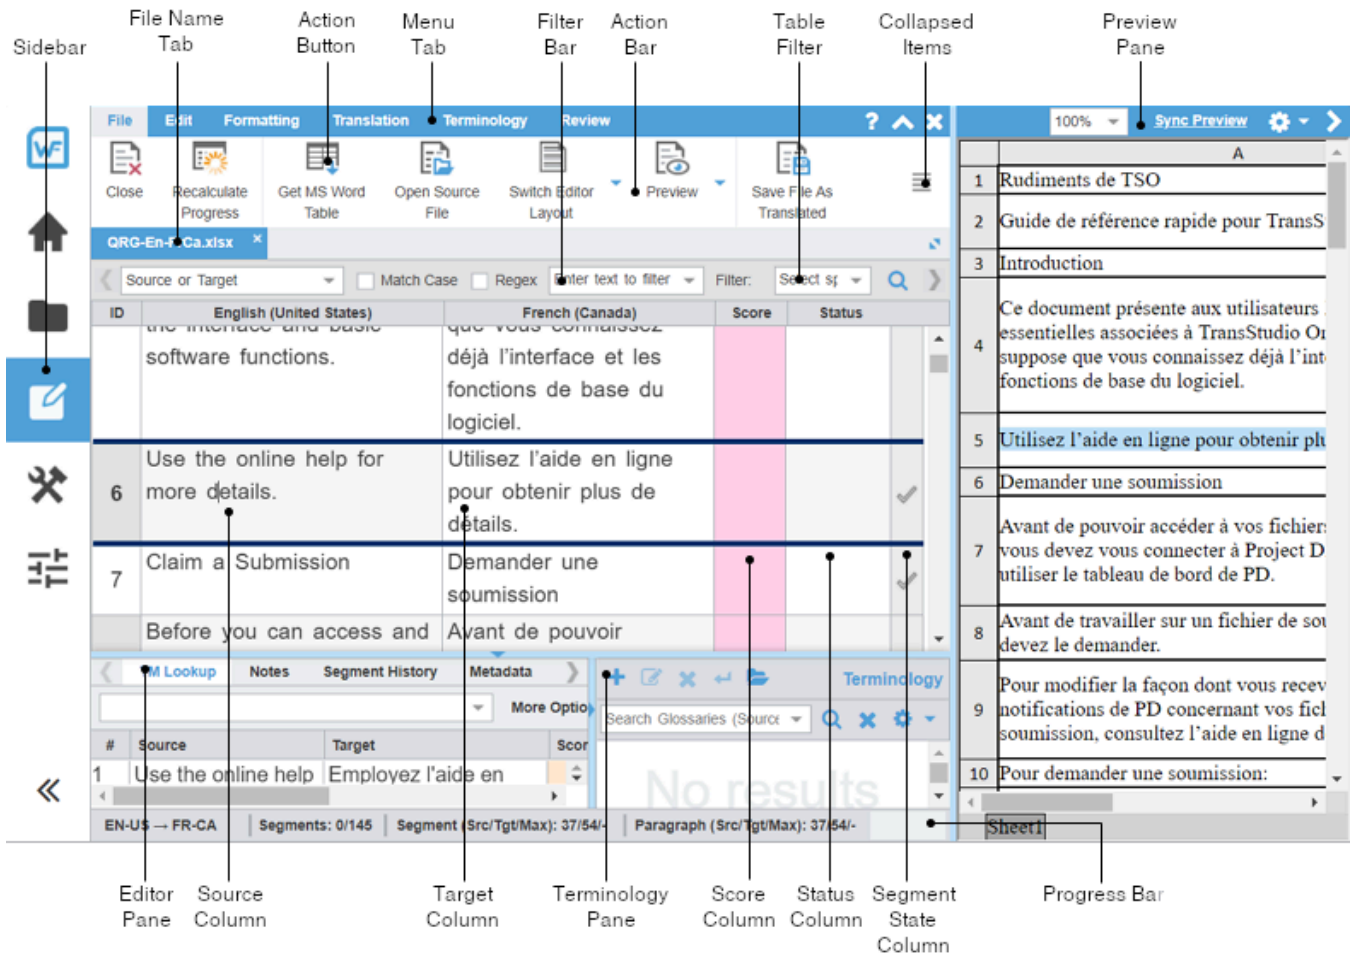 File Name
Tab
Action
Button
Menu
Tab
Filter
Bar
Action
Bar
Table
Filter
Collapsed
Items
Preview
Pane
Sidebar
File Edit Formatting Translation Terminology Review ?
100% Sync Preview
WF
Close
Recalculate
Progress
Get MS Word
Table
Open Source
File
Switch Editor
Layout
Preview
Save File As
Translated
QRG-En-FrCa.xlsx ×
Source or Target Match Case Regex Enter text to filter Filter:
ID English (United States) French (Canada) Score Status
the interface and basic
software functions.
que vous connaissez
déjà l'interface et les
fonctions de base du
logiciel.
6
Use the online help for
more details.
Utilisez l'aide en ligne
pour obtenir plus de
détails.
7
Claim a Submission
Demander une
soumission
Before you can access and
Avant de pouvoir
TM Lookup Notes Segment History Metadata
More Optio
# Source Target Scor
1 Use the online help Employez l'aide en
Terminology
Search Glossaries (Source
No results
EN-US → FR-CA Segments: 0/145 Segment (Src/Tgt/Max): 37/54/- Paragraph (Src/Tgt/Max): 37/54/-
A
1 Rudiments de TSO
2 Guide de référence rapide pour TransS
3 Introduction
4
Ce document présente aux utilisateurs
essentielles associées à TransStudio On
suppose que vous connaissez déjà l'int
fonctions de base du logiciel.
5 Utilisez l'aide en ligne pour obtenir plu
6 Demander une soumission
7
Avant de pouvoir accéder à vos fichiers
vous devez vous connecter à Project D
utiliser le tableau de bord de PD.
8
Avant de travailler sur un fichier de sou
devez le demander.
9
Pour modifier la façon dont vous recev
notifications de PD concernant vos fich
soumission, consultez l'aide en ligne d
10 Pour demander une soumission:
Sheet1
Editor
Pane
Source
Column
Target
Column
Terminology
Pane
Score
Column
Status
Column
Segment
State
Column
Progress Bar